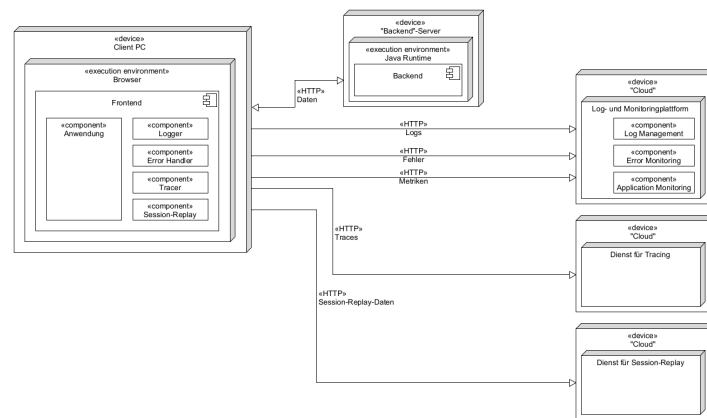 «device»
Client PC
«execution environment»
Browser
Frontend
«component»
Anwendung
«component»
Logger
«component»
Error Handler
«component»
Tracer
«component»
Session-Replay
«device»
"Backend"-Server
«execution environment»
Java Runtime
Backend
«HTTP»
Daten
«HTTP»
Logs
«HTTP»
Fehler
«HTTP»
Metriken
«HTTP»
Traces
«HTTP»
Session-Replay-Daten
«device»
"Cloud"
Log- und Monitoringplattform
«component»
Log Management
«component»
Error Monitoring
«component»
Application Monitoring
«device»
"Cloud"
Dienst für Tracing
«device»
"Cloud"
Dienst für Session-Replay